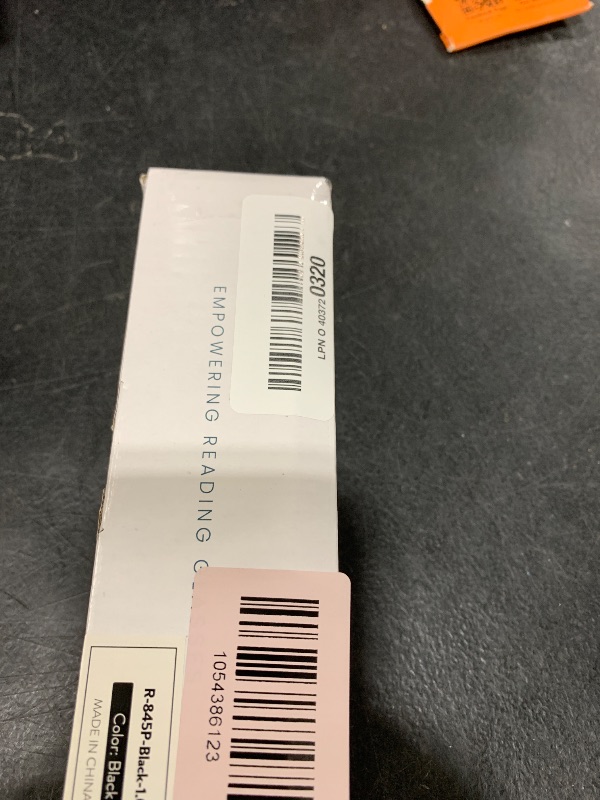 LPN O 40372
0320
EMPOWERING READING
1054386123
R-845P-Black-1.
Color: Black
MADE IN CHINA